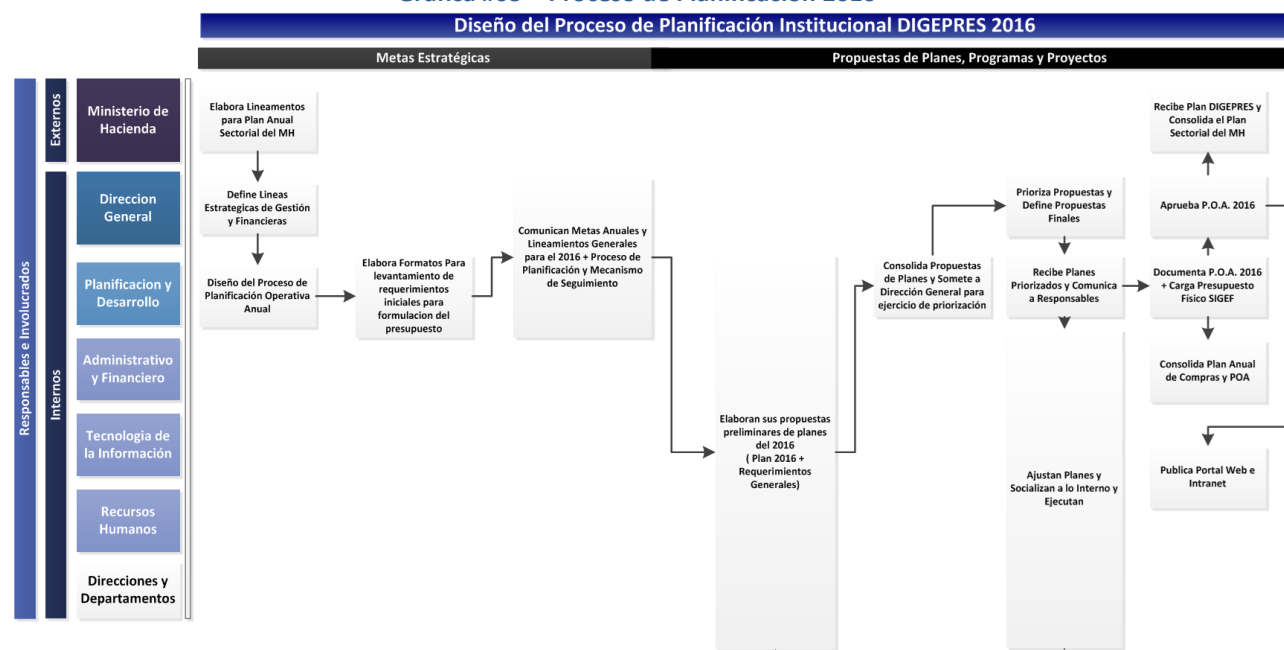 Diseño del Proceso de Planificación Institucional DIGEPRES 2016
Metas Estratégicas
Propuestas de Planes, Programas y Proyectos
Responsables e Involucrados
Externos
Internos
Ministerio de
Hacienda
Direccion
General
Planificacion y
Desarrollo
Administrativo
y Financiero
Tecnologia de
la Información
Recursos
Humanos
Direcciones y
Departamentos
Elabora Lineamentos
para Plan Anual
Sectorial del MH
Define Lineas
Estrategicas de Gestión
y Financieras
Diseño del Proceso de
Planificación Operativa
Anual
Elabora Formatos Para
levantamiento de
requerimientos
iniciales para
formulacion del
presupuesto
Comunican Metas Anuales y
Lineamientos Generales
para el 2016 + Proceso de
Planificación y Mecanismo
de Seguimiento
Elaboran sus propuestas
preliminares de planes
del 2016
( Plan 2016 +
Requerimientos
Generales)
Consolida Propuestas
de Planes y Somete a
Dirección General para
ejercicio de priorización
Prioriza Propuestas y
Define Propuestas
Finales
Recibe Planes
Priorizados y Comunica
a Responsables
Ajustan Planes y
Socializan a lo Interno y
Ejecutan
Recibe Plan DIGEPRES y
Consolida el Plan
Sectorial del MH
Aprueba P.O.A. 2016
Documenta P.O.A. 2016
+ Carga Presupuesto
Físico SIGEF
Consolida Plan Anual
de Compras y POA
Publica Portal Web e
Intranet